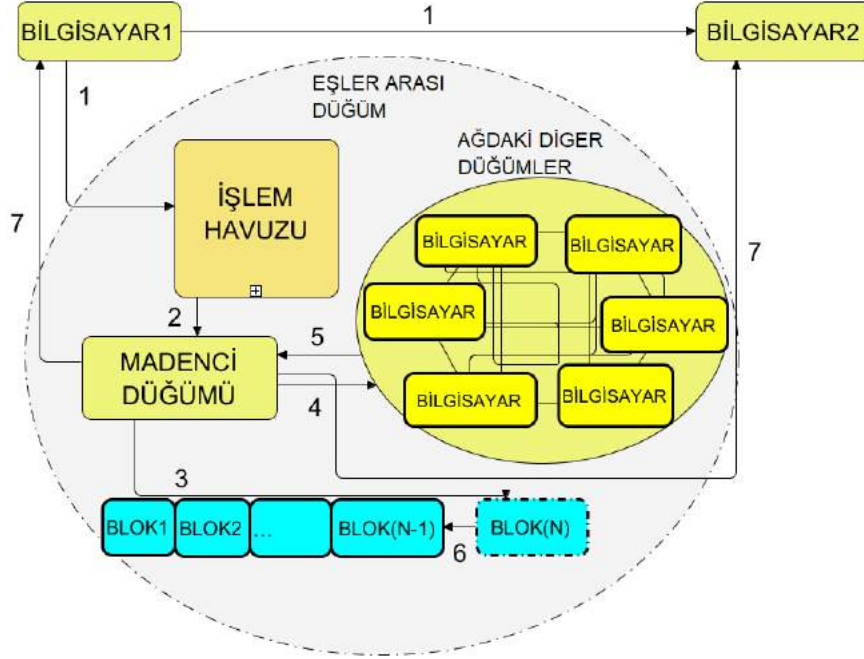 BİLGİSAYAR1
1
BİLGİSAYAR2
1
EŞLER ARASI
DÜĞÜM
AĞDAKİ DİGER
DÜĞÜMLER
İŞLEM
HAVUZU
7
7
BİLGİSAYAR
BİLGİSAYAR
BİLGİSAYAR
BİLGİSAYAR
BİLGİSAYAR
BİLGİSAYAR
2
5
MADENCİ
DÜĞÜMÜ
4
3
BLOK1
BLOK2
...
BLOK(N-1)
6
BLOK(N)